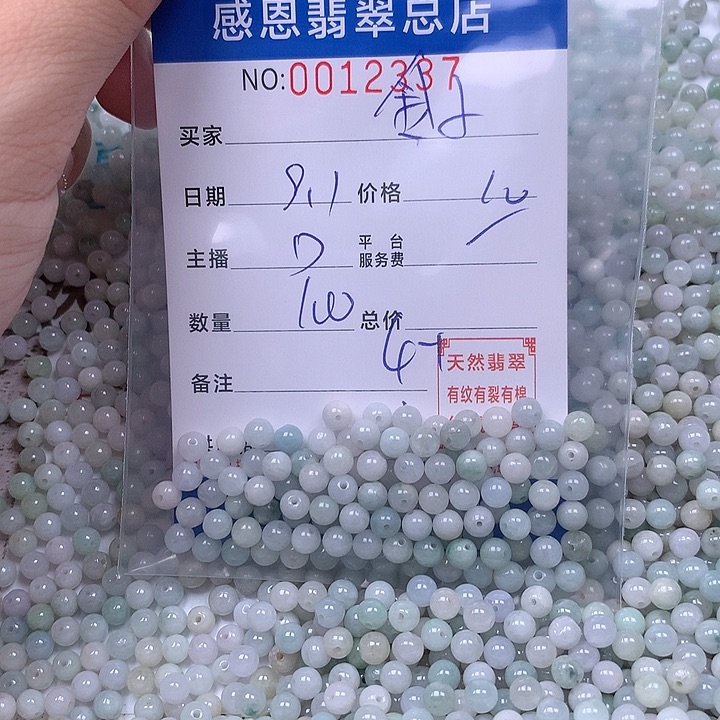 感恩翡翠总店
NO:0012337
买家
日期 9.1 价格 10
主播 平台服务费
数量 100 总价
备注
天然翡翠
有纹有裂有棉